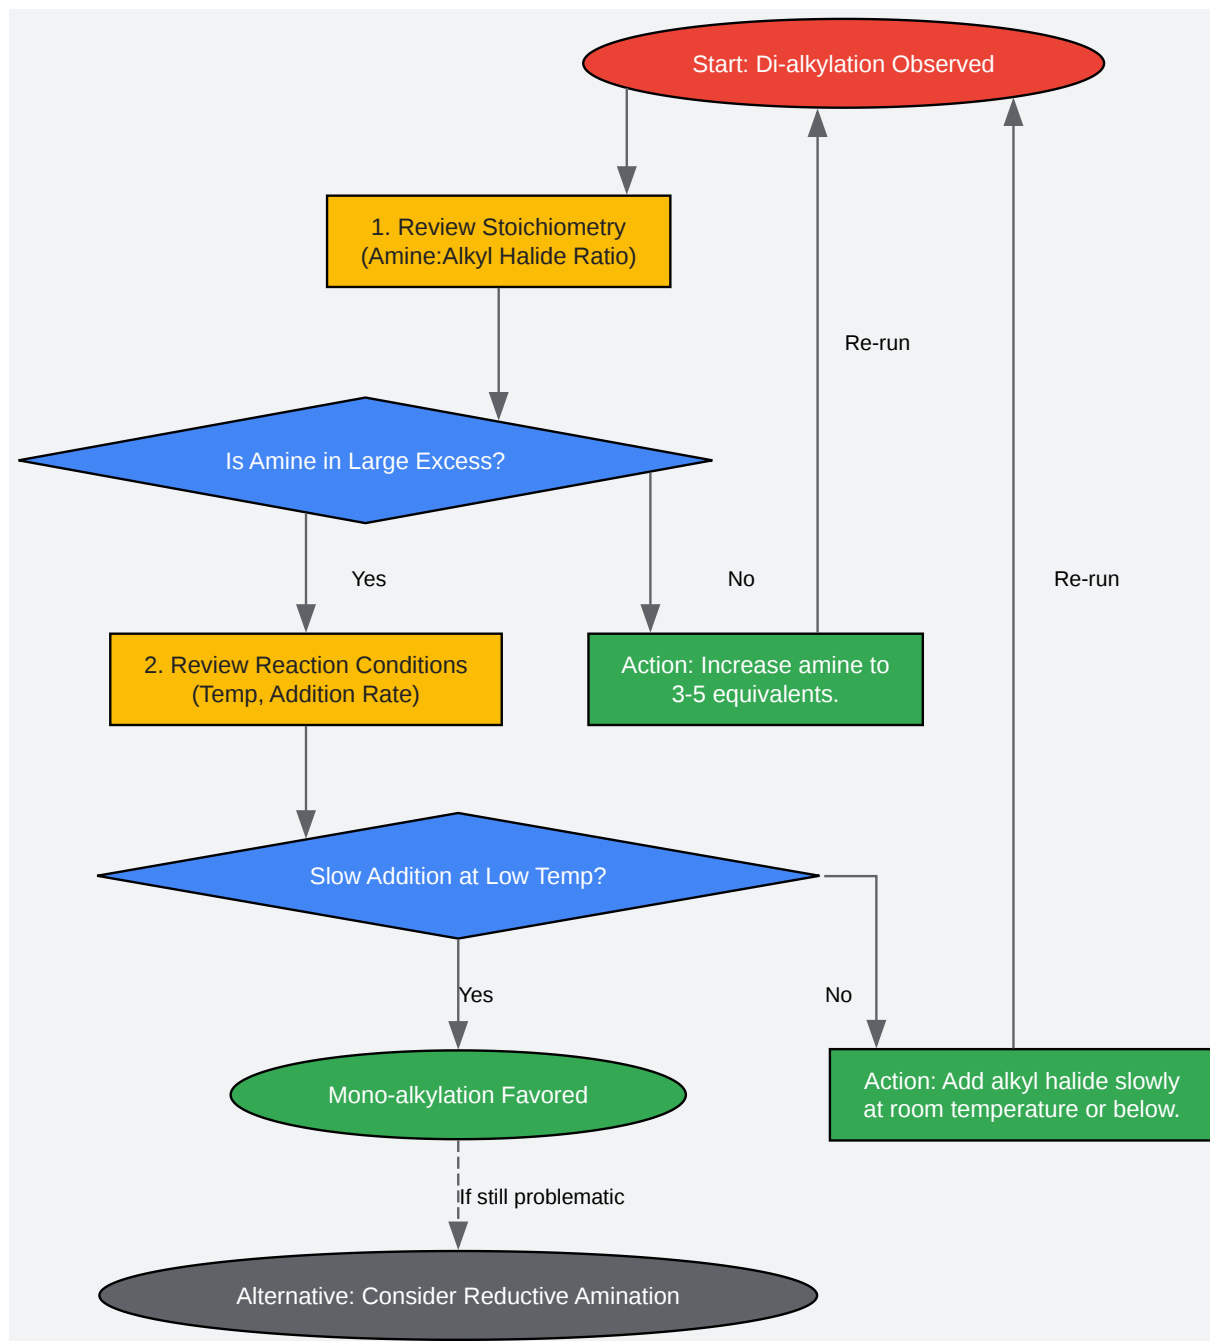 Start: Di-alkylation Observed
1. Review Stoichiometry
(Amine:Alkyl Halide Ratio)
Re-run
Is Amine in Large Excess?
Yes
No
Re-run
2. Review Reaction Conditions
(Temp, Addition Rate)
Action: Increase amine to
3-5 equivalents.
Slow Addition at Low Temp?
Yes
No
Mono-alkylation Favored
Action: Add alkyl halide slowly
at room temperature or below.
If still problematic
Alternative: Consider Reductive Amination